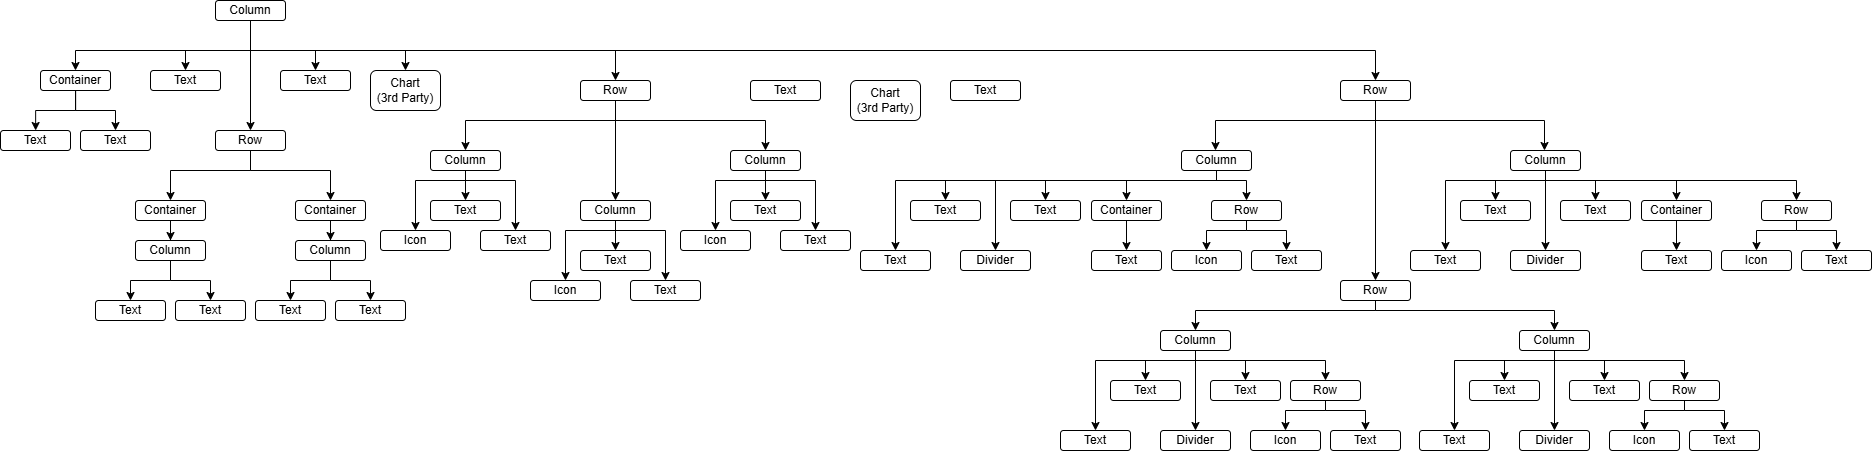 Column
Container
Text
Text
Chart
(3rd Party)
Row
Text
Chart
(3rd Party)
Text
Row
Text
Text
Row
Column
Column
Column
Column
Container
Container
Text
Column
Text
Text
Text
Container
Row
Text
Text
Container
Row
Icon
Text
Icon
Text
Column
Column
Text
Text
Divider
Text
Icon
Text
Text
Divider
Text
Icon
Text
Icon
Text
Row
Text
Text
Text
Text
Column
Column
Text
Text
Row
Text
Text
Row
Text
Divider
Icon
Text
Text
Divider
Icon
Text